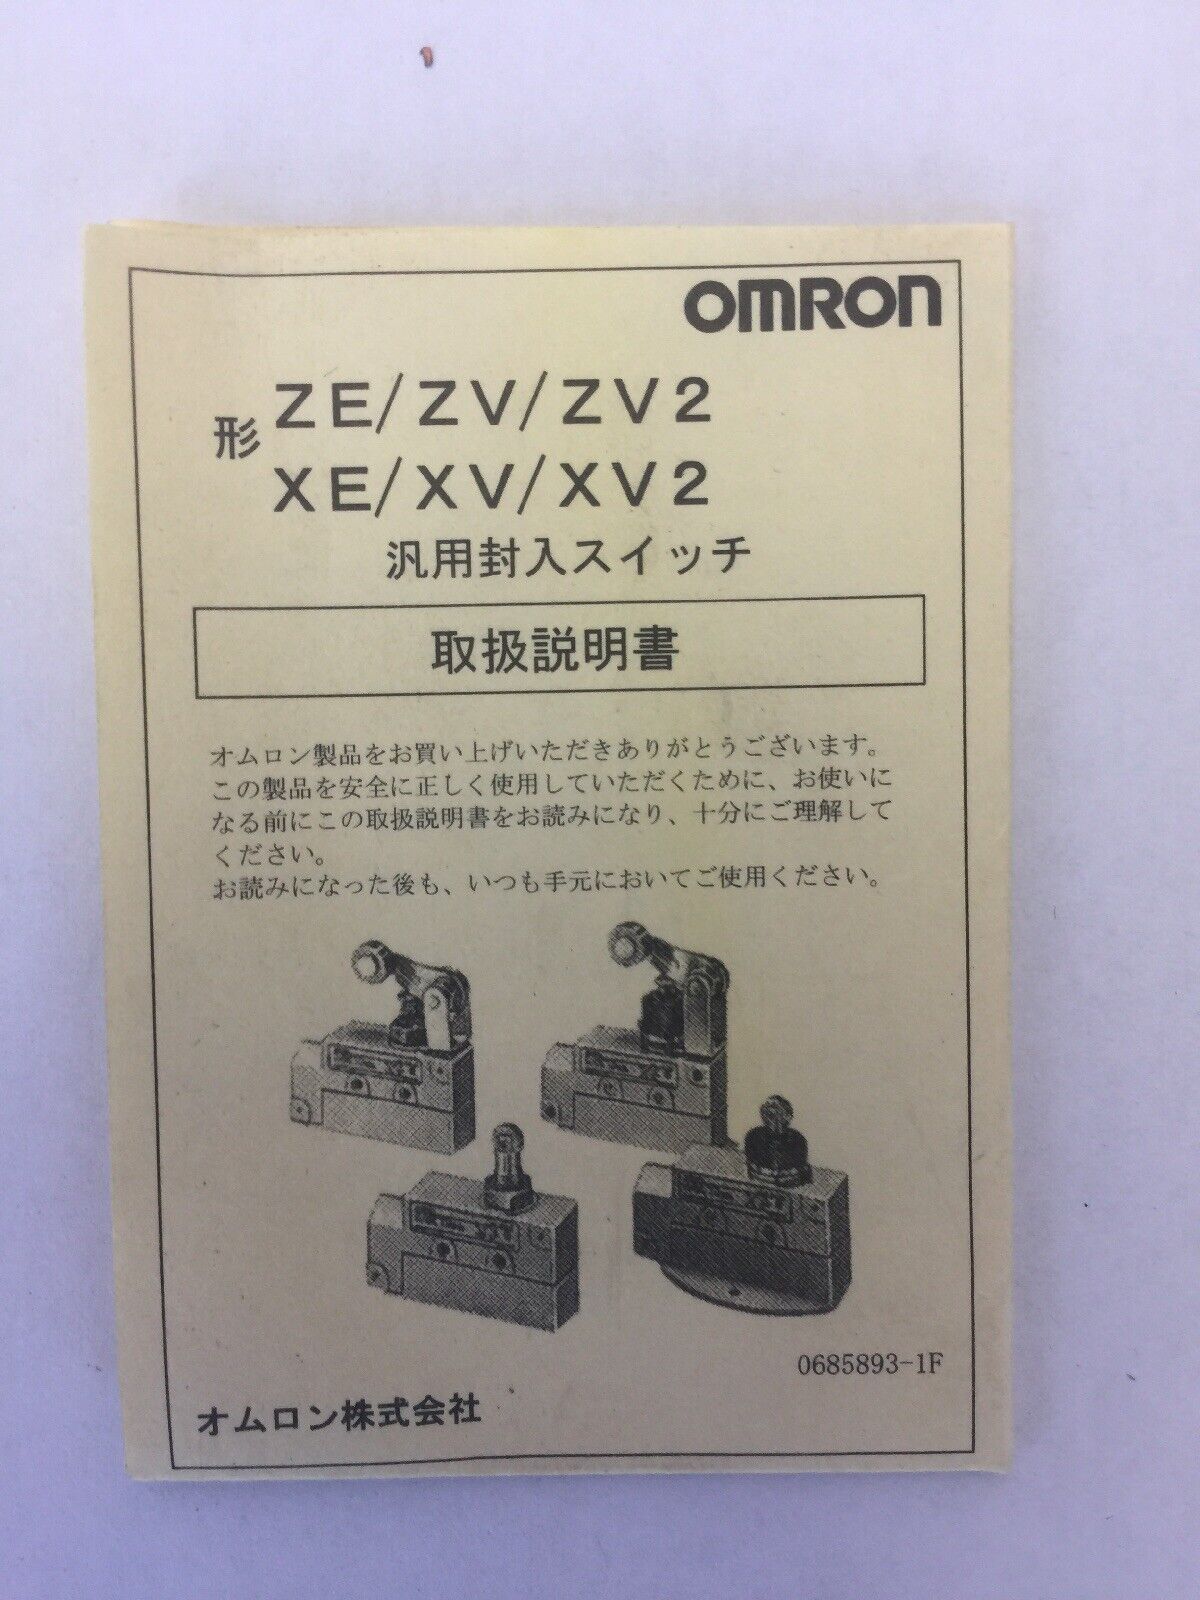 OMRON
形 ZE/ZV/ZV2
XE/XV/XV2
汎用封入スイッチ
取扱説明書
オムロン製品をお買い上げいただきありがとうございます。
この製品を安全に正しく使用していただくために、お使いに
なる前にこの取扱説明書をお読みになり、十分にご理解して
ください。
お読みになった後も、いつも手元においてご使用ください。
0685893-1F
オムロン株式会社